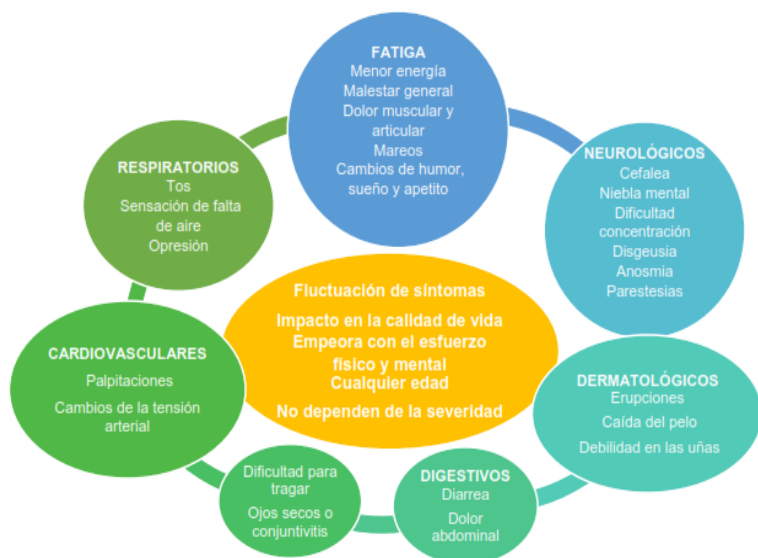 FATIGA
Menor energía
Malestar general
Dolor muscular y
articular
Mareos
Cambios de humor,
sueño y apetito
NEUROLÓGICOS
Cefalea
Niebla mental
Dificultad
concentración
Disgeusia
Anosmia
Parestesias
DERMATOLÓGICOS
Erupciones
Caída del pelo
Debilidad en las uñas
DIGESTIVOS
Diarrea
Dolor
abdominal
Dificultad para
tragar
Ojos secos o
conjuntivitis
CARDIOVASCULARES
Palpitaciones
Cambios de la tensión
arterial
RESPIRATORIOS
Tos
Sensación de falta
de aire
Opresión
Fluctuación de síntomas
Impacto en la calidad de vida
Empeora con el esfuerzo
físico y mental
Cualquier edad
No dependen de la severidad